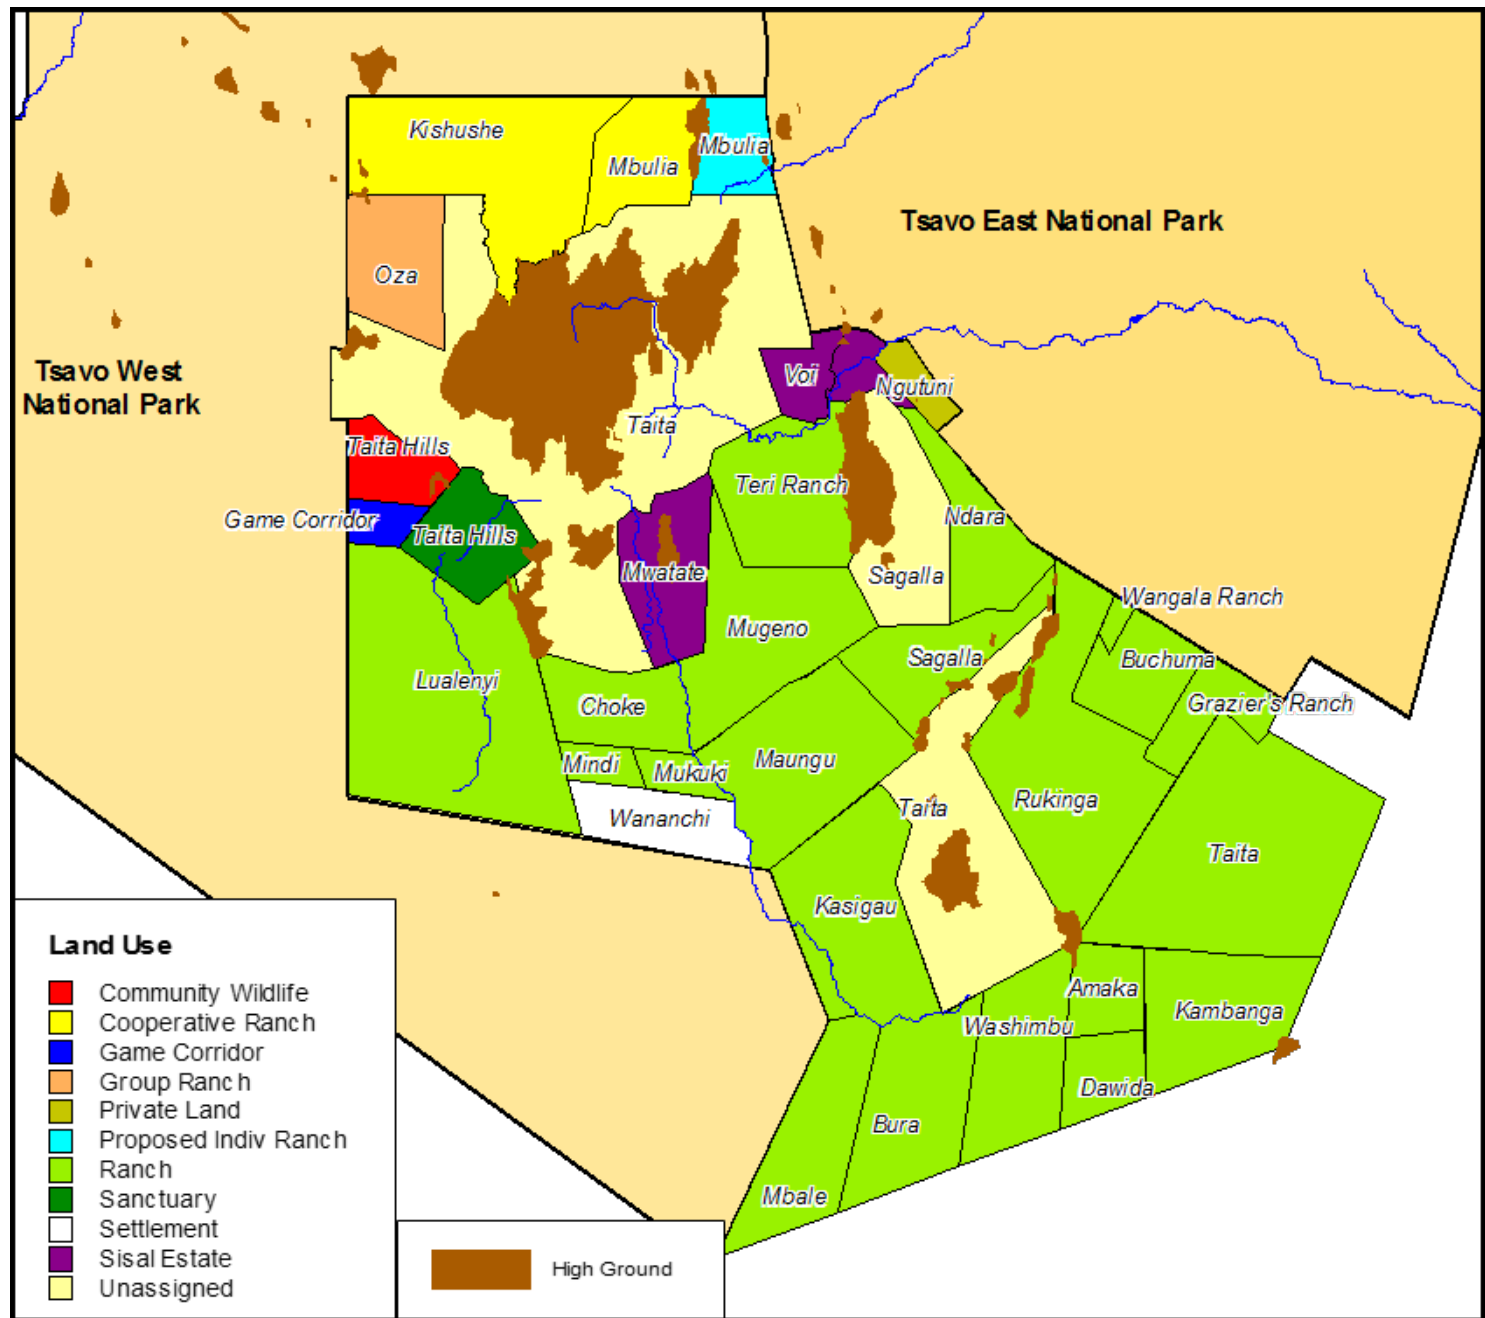 Kishushe
Mbulia
Mbulia
Tsavo East National Park
Oza
Tsavo West
National Park
Voi
Ngutuni
Taita
Taita Hills
Teri Ranch
Game Corridor
Taita Hills
Ndara
Mwatate
Sagalla
Wangala Ranch
Mugeno
Sagalla
Buchuma
Lualenyi
Choke
Grazier's Ranch
Mindi
Mukuki
Maungu
Wananchi
Taita
Rukinga
Taita
Kasigau
Amaka
Kambanga
Washimbu
Dawida
Bura
Mbale
Land Use
Community Wildlife
Cooperative Ranch
Game Corridor
Group Ranch
Private Land
Proposed Indiv Ranch
Ranch
Sanctuary
Settlement
Sisal Estate
Unassigned
High Ground